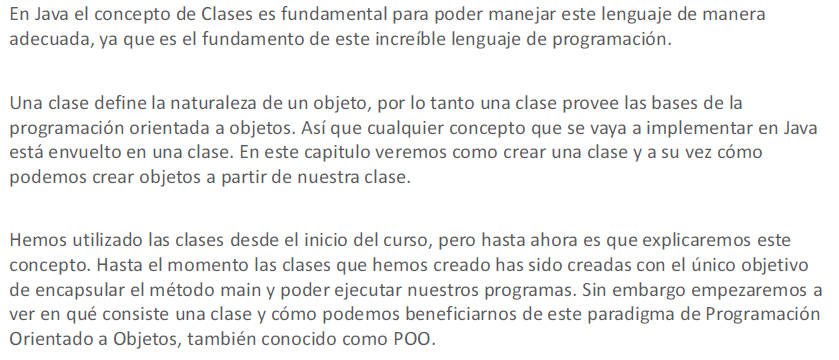 En Java el concepto de Clases es fundamental para poder manejar este lenguaje de manera
adecuada, ya que es el fundamento de este increíble lenguaje de programación.
Una clase define la naturaleza de un objeto, por lo tanto una clase provee las bases de la
programación orientada a objetos. Así que cualquier concepto que se vaya a implementar en Java
está envuelto en una clase. En este capitulo veremos como crear una clase y a su vez cómo
podemos crear objetos a partir de nuestra clase.
Hemos utilizado las clases desde el inicio del curso, pero hasta ahora es que explicaremos este
concepto. Hasta el momento las clases que hemos creado has sido creadas con el único objetivo
de encapsular el método main y poder ejecutar nuestros programas. Sin embargo empezaremos a
ver en qué consiste una clase y cómo podemos beneficiarnos de este paradigma de Programación
Orientado a Objetos, también conocido como POO.